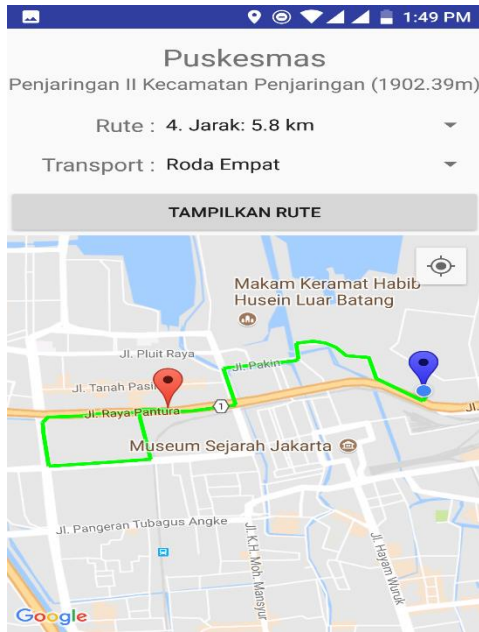 1:49 PM
Puskesmas
Penjaringan II Kecamatan Penjaringan (1902.39m)
Rute : 4. Jarak: 5.8 km
Transport : Roda Empat
TAMPILKAN RUTE
Makam Keramat Habib
Husein Luar Batang
Jl. Pluit Raya
Jl. Pakin
Jl. Tanah Pasi
Jl. Raya Pantura
1
Jl.
Museum Sejarah Jakarta
Jl. Pangeran Tubagus Angke
Jl. K.H. Moh. Mansyur
Jl. Hayam Wuruk
Google